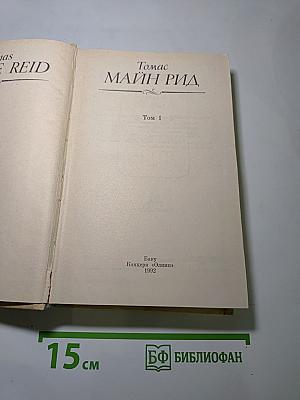 mas
E REID
Томас
МАЙН РИД
Том 1
Баку
Концерн «Олимп»
1992
15 см
БФ БИБЛИОФАН